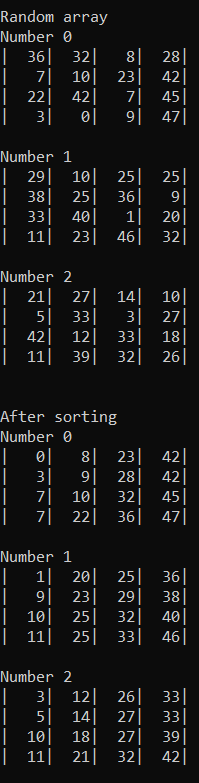 Random array
Number 0
|   36|   32|    8|   28|
|    7|   10|   23|   42|
|   22|   42|    7|   45|
|    3|    0|    9|   47|
Number 1
|   29|   10|   25|   25|
|   38|   25|   36|    9|
|   33|   40|    1|   20|
|   11|   23|   46|   32|
Number 2
|   21|   27|   14|   10|
|    5|   33|    3|   27|
|   42|   12|   33|   18|
|   11|   39|   32|   26|
After sorting
Number 0
|    0|    8|   23|   42|
|    3|    9|   28|   42|
|    7|   10|   32|   45|
|    7|   22|   36|   47|
Number 1
|    1|   20|   25|   36|
|    9|   23|   29|   38|
|   10|   25|   32|   40|
|   11|   25|   33|   46|
Number 2
|    3|   12|   26|   33|
|    5|   14|   27|   33|
|   10|   18|   27|   39|
|   11|   21|   32|   42|